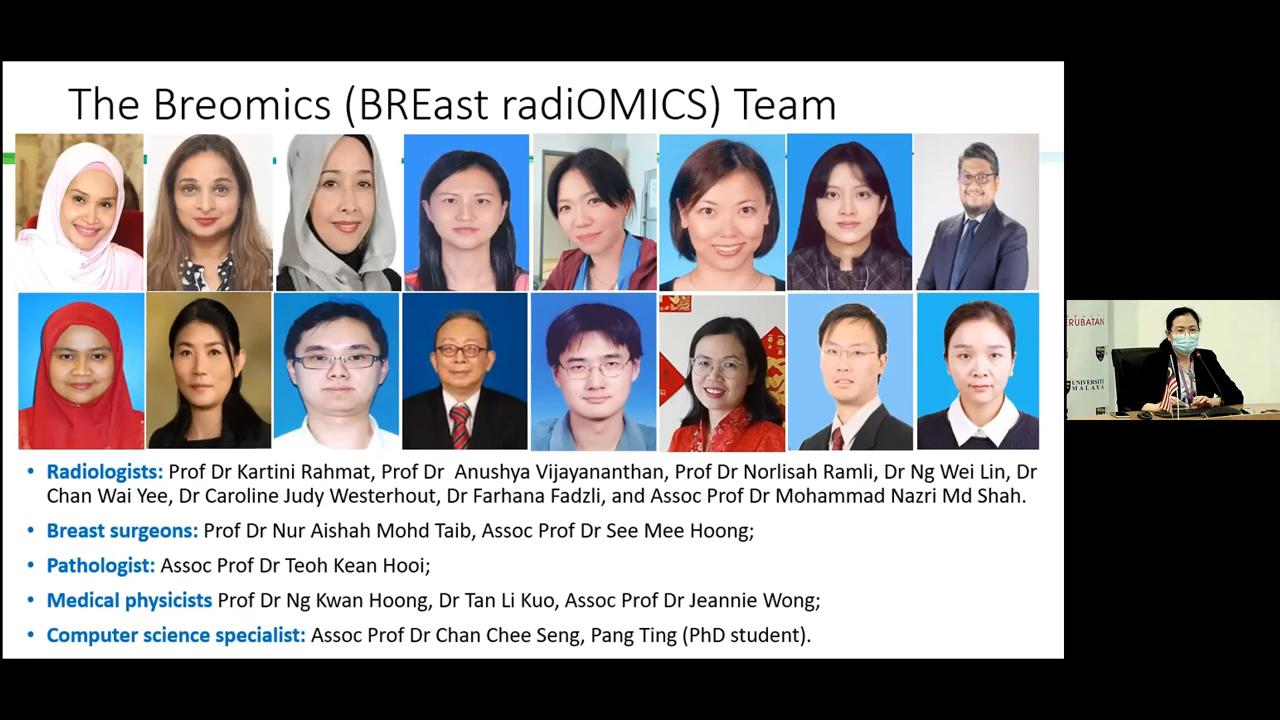 The Breomics (BREast radiOMICS) Team
• Radiologists: Prof Dr Kartini Rahmat, Prof Dr Anushya Vijayananthan, Prof Dr Norlisah Ramli, Dr Ng Wei Lin, Dr
Chan Wai Yee, Dr Caroline Judy Westerhout, Dr Farhana Fadzli, and Assoc Prof Dr Mohammad Nazri Md Shah.
• Breast surgeons: Prof Dr Nur Aishah Mohd Taib, Assoc Prof Dr See Mee Hoong;
• Pathologist: Assoc Prof Dr Teoh Kean Hooi;
• Medical physicists Prof Dr Ng Kwan Hoong, Dr Tan Li Kuo, Assoc Prof Dr Jeannie Wong;
• Computer science specialist: Assoc Prof Dr Chan Chee Seng, Pang Ting (PhD student).
ERUBATAN
UNIVERSITI
MALAYA